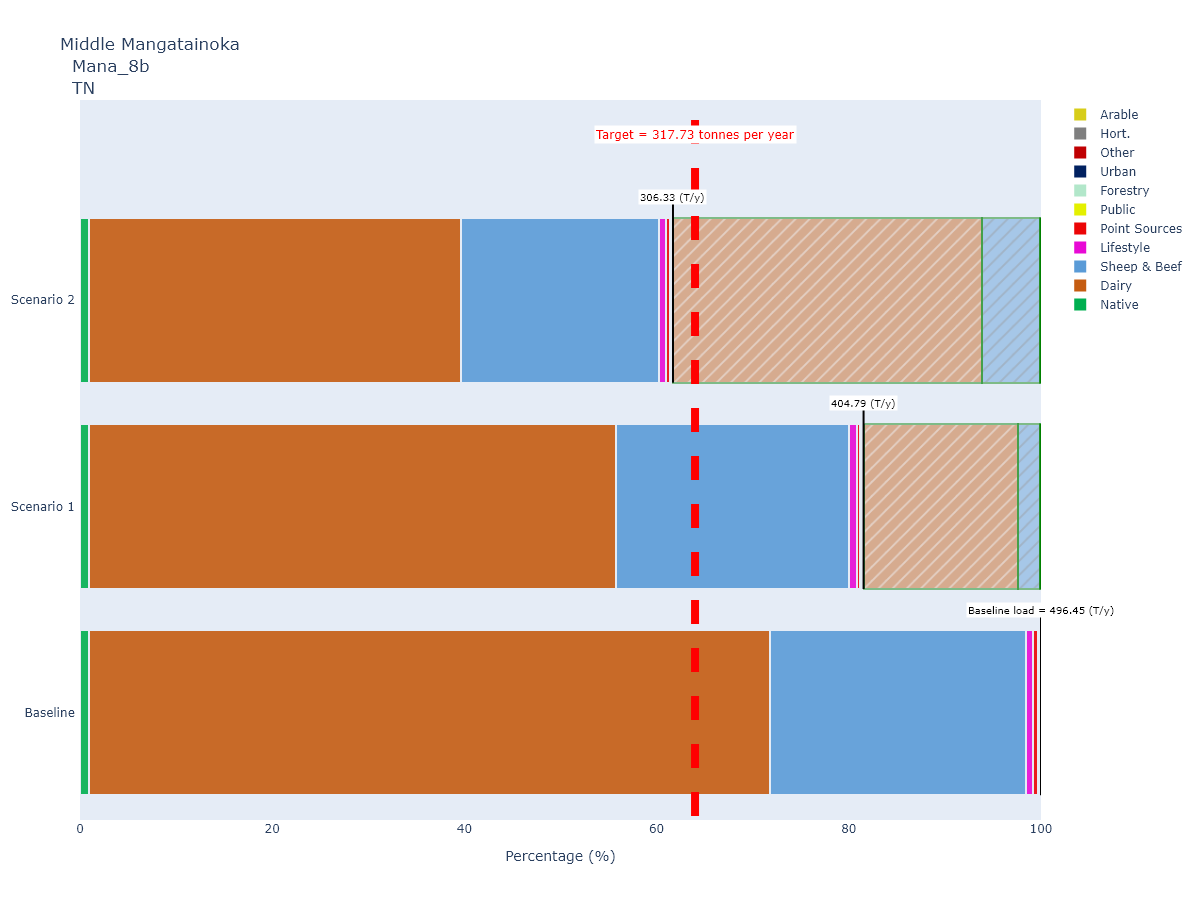 Middle Mangatainoka
Mana_8b
TN
Target = 317.73 tonnes per year
306.33 (T/y)
Scenario 2
404.79 (T/y)
Scenario 1
Baseline load = 496.45 (T/y)
Baseline
0 20 40 60 80 100
Percentage (%)
Arable
Hort.
Other
Urban
Forestry
Public
Point Sources
Lifestyle
Sheep & Beef
Dairy
Native